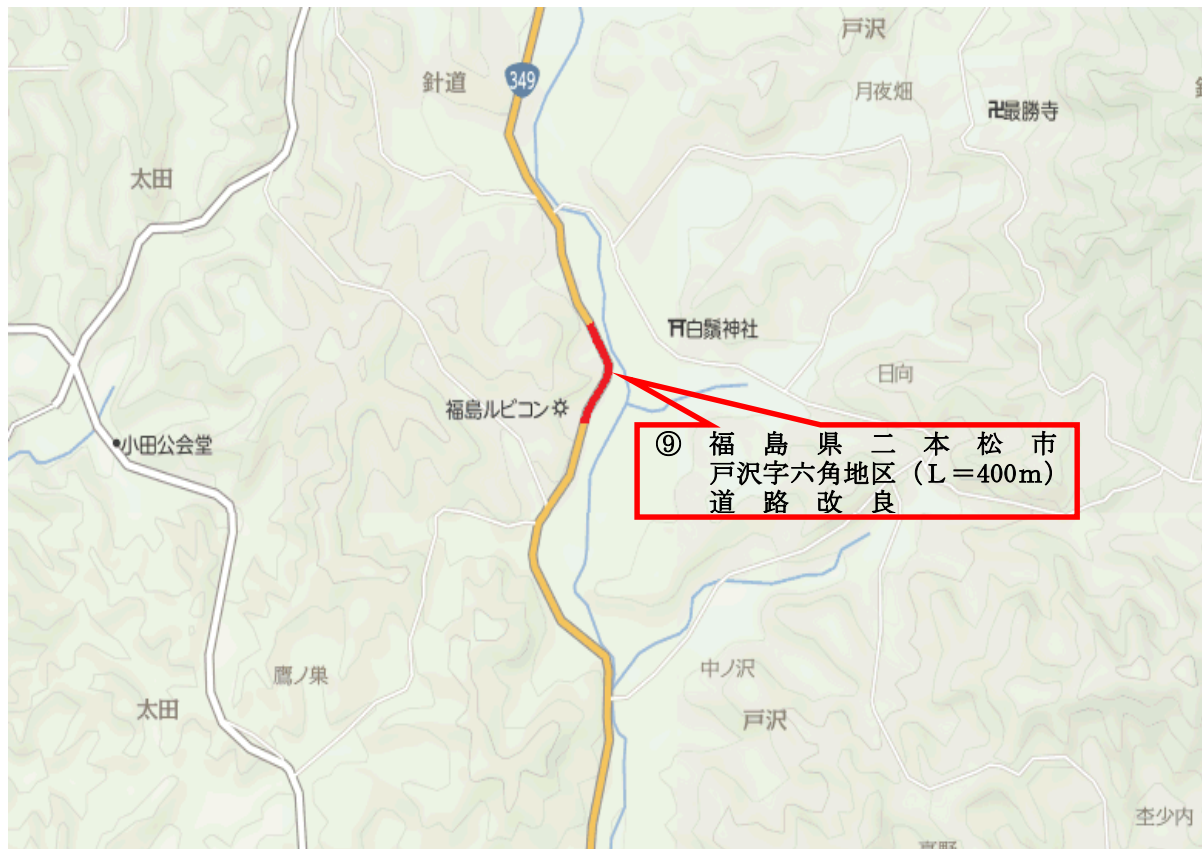 戸沢
349
針道
月夜畑
卍最勝寺
太田
白鬚神社
日向
福島ルビコン
小田公会堂
⑨ 福島県二本松市
戸沢字六角地区（L＝400m）
道路改良
鷹ノ巣
中ノ沢
太田
戸沢
杢少内